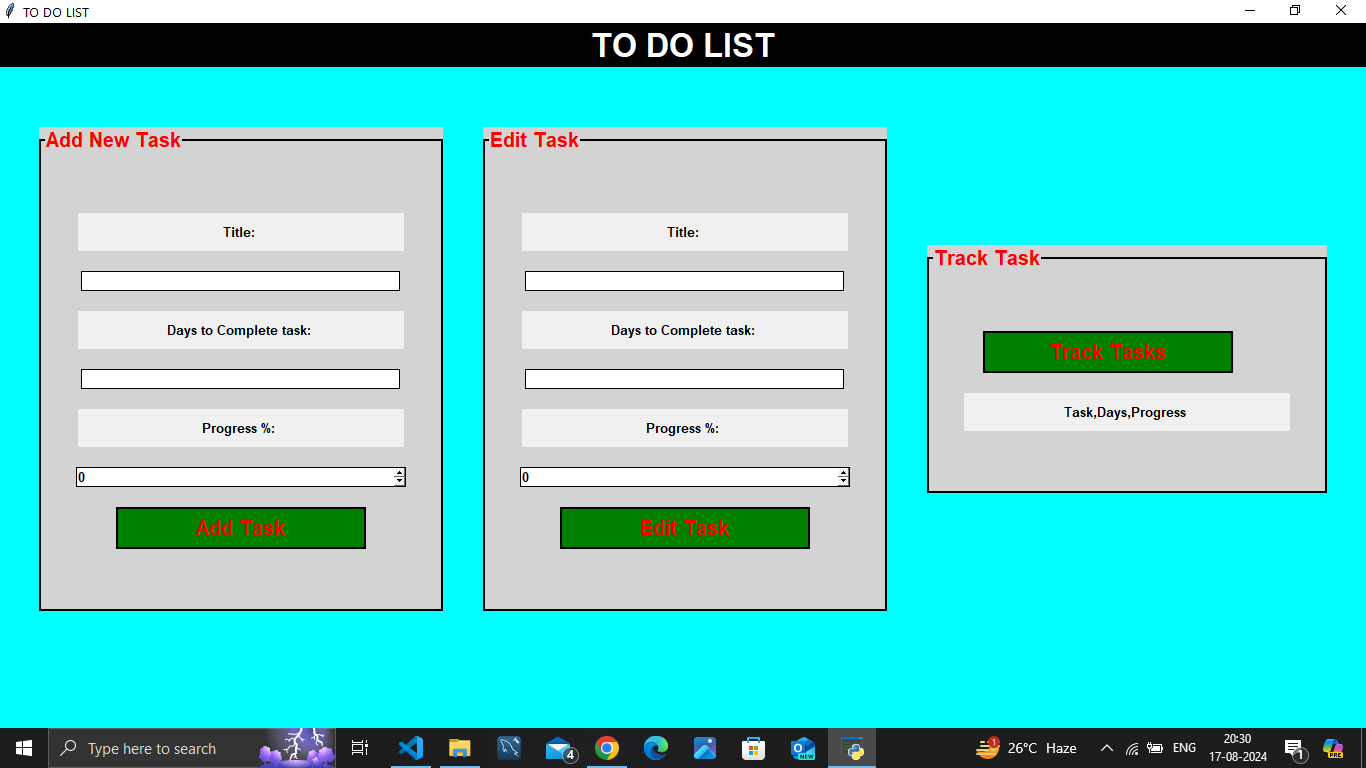 TO DO LIST
TO DO LIST
Add New Task
Title:
Days to Complete task:
Progress %:
0
Add Task
Edit Task
Title:
Days to Complete task:
Progress %:
0
Edit Task
Track Task
Track Tasks
Task,Days,Progress
Type here to search
4
NEW
1
26°C Haze
ENG
20:30
17-08-2024
1
PRE